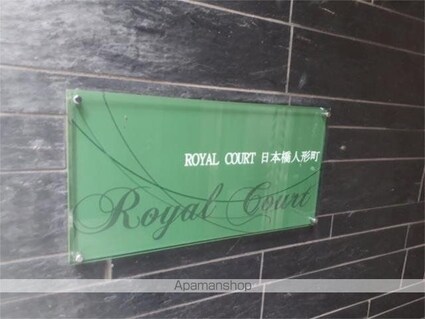 ROYAL COURT 日本橋人形町
Royal Court
Apamanshop